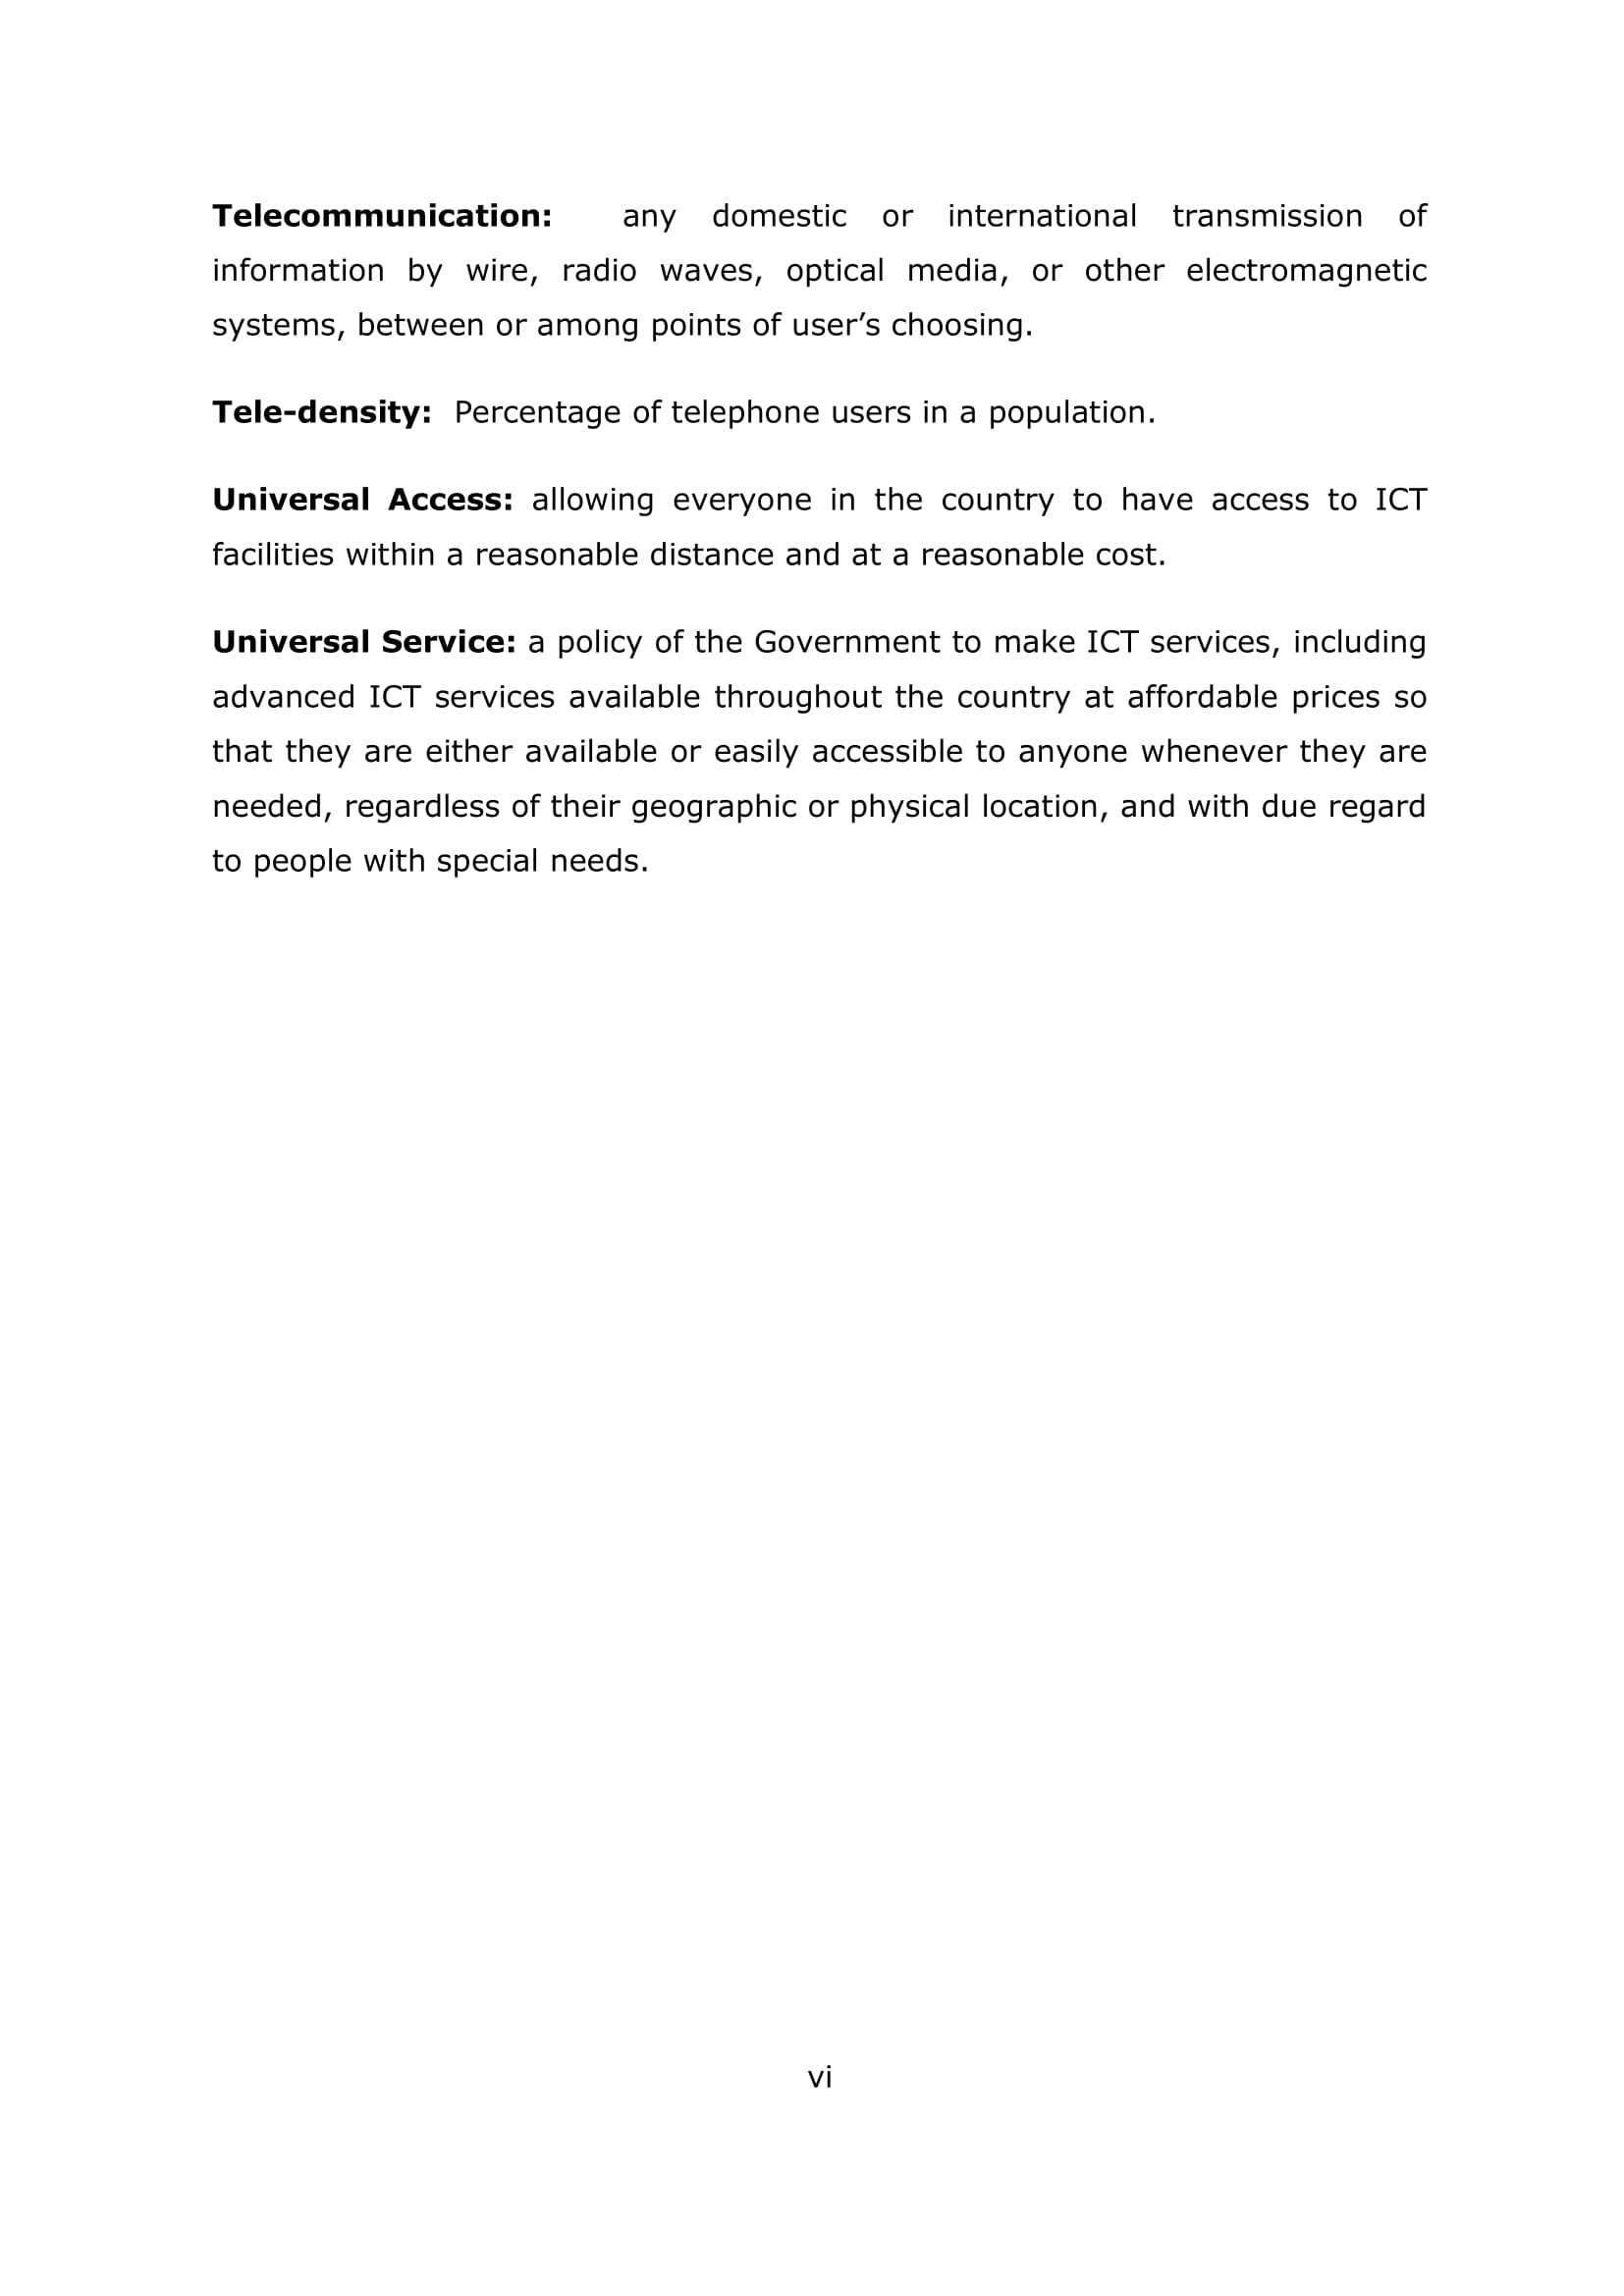 Telecommunication: any domestic or international transmission of
information by wire, radio waves, optical media, or other electromagnetic
systems, between or among points of user’s choosing.
Tele-density: Percentage of telephone users in a population.
Universal Access: allowing everyone in the country to have access to ICT
facilities within a reasonable distance and at a reasonable cost.
Universal Service: a policy of the Government to make ICT services, including
advanced ICT services available throughout the country at affordable prices so
that they are either available or easily accessible to anyone whenever they are
needed, regardless of their geographic or physical location, and with due regard
to people with special needs.
vi